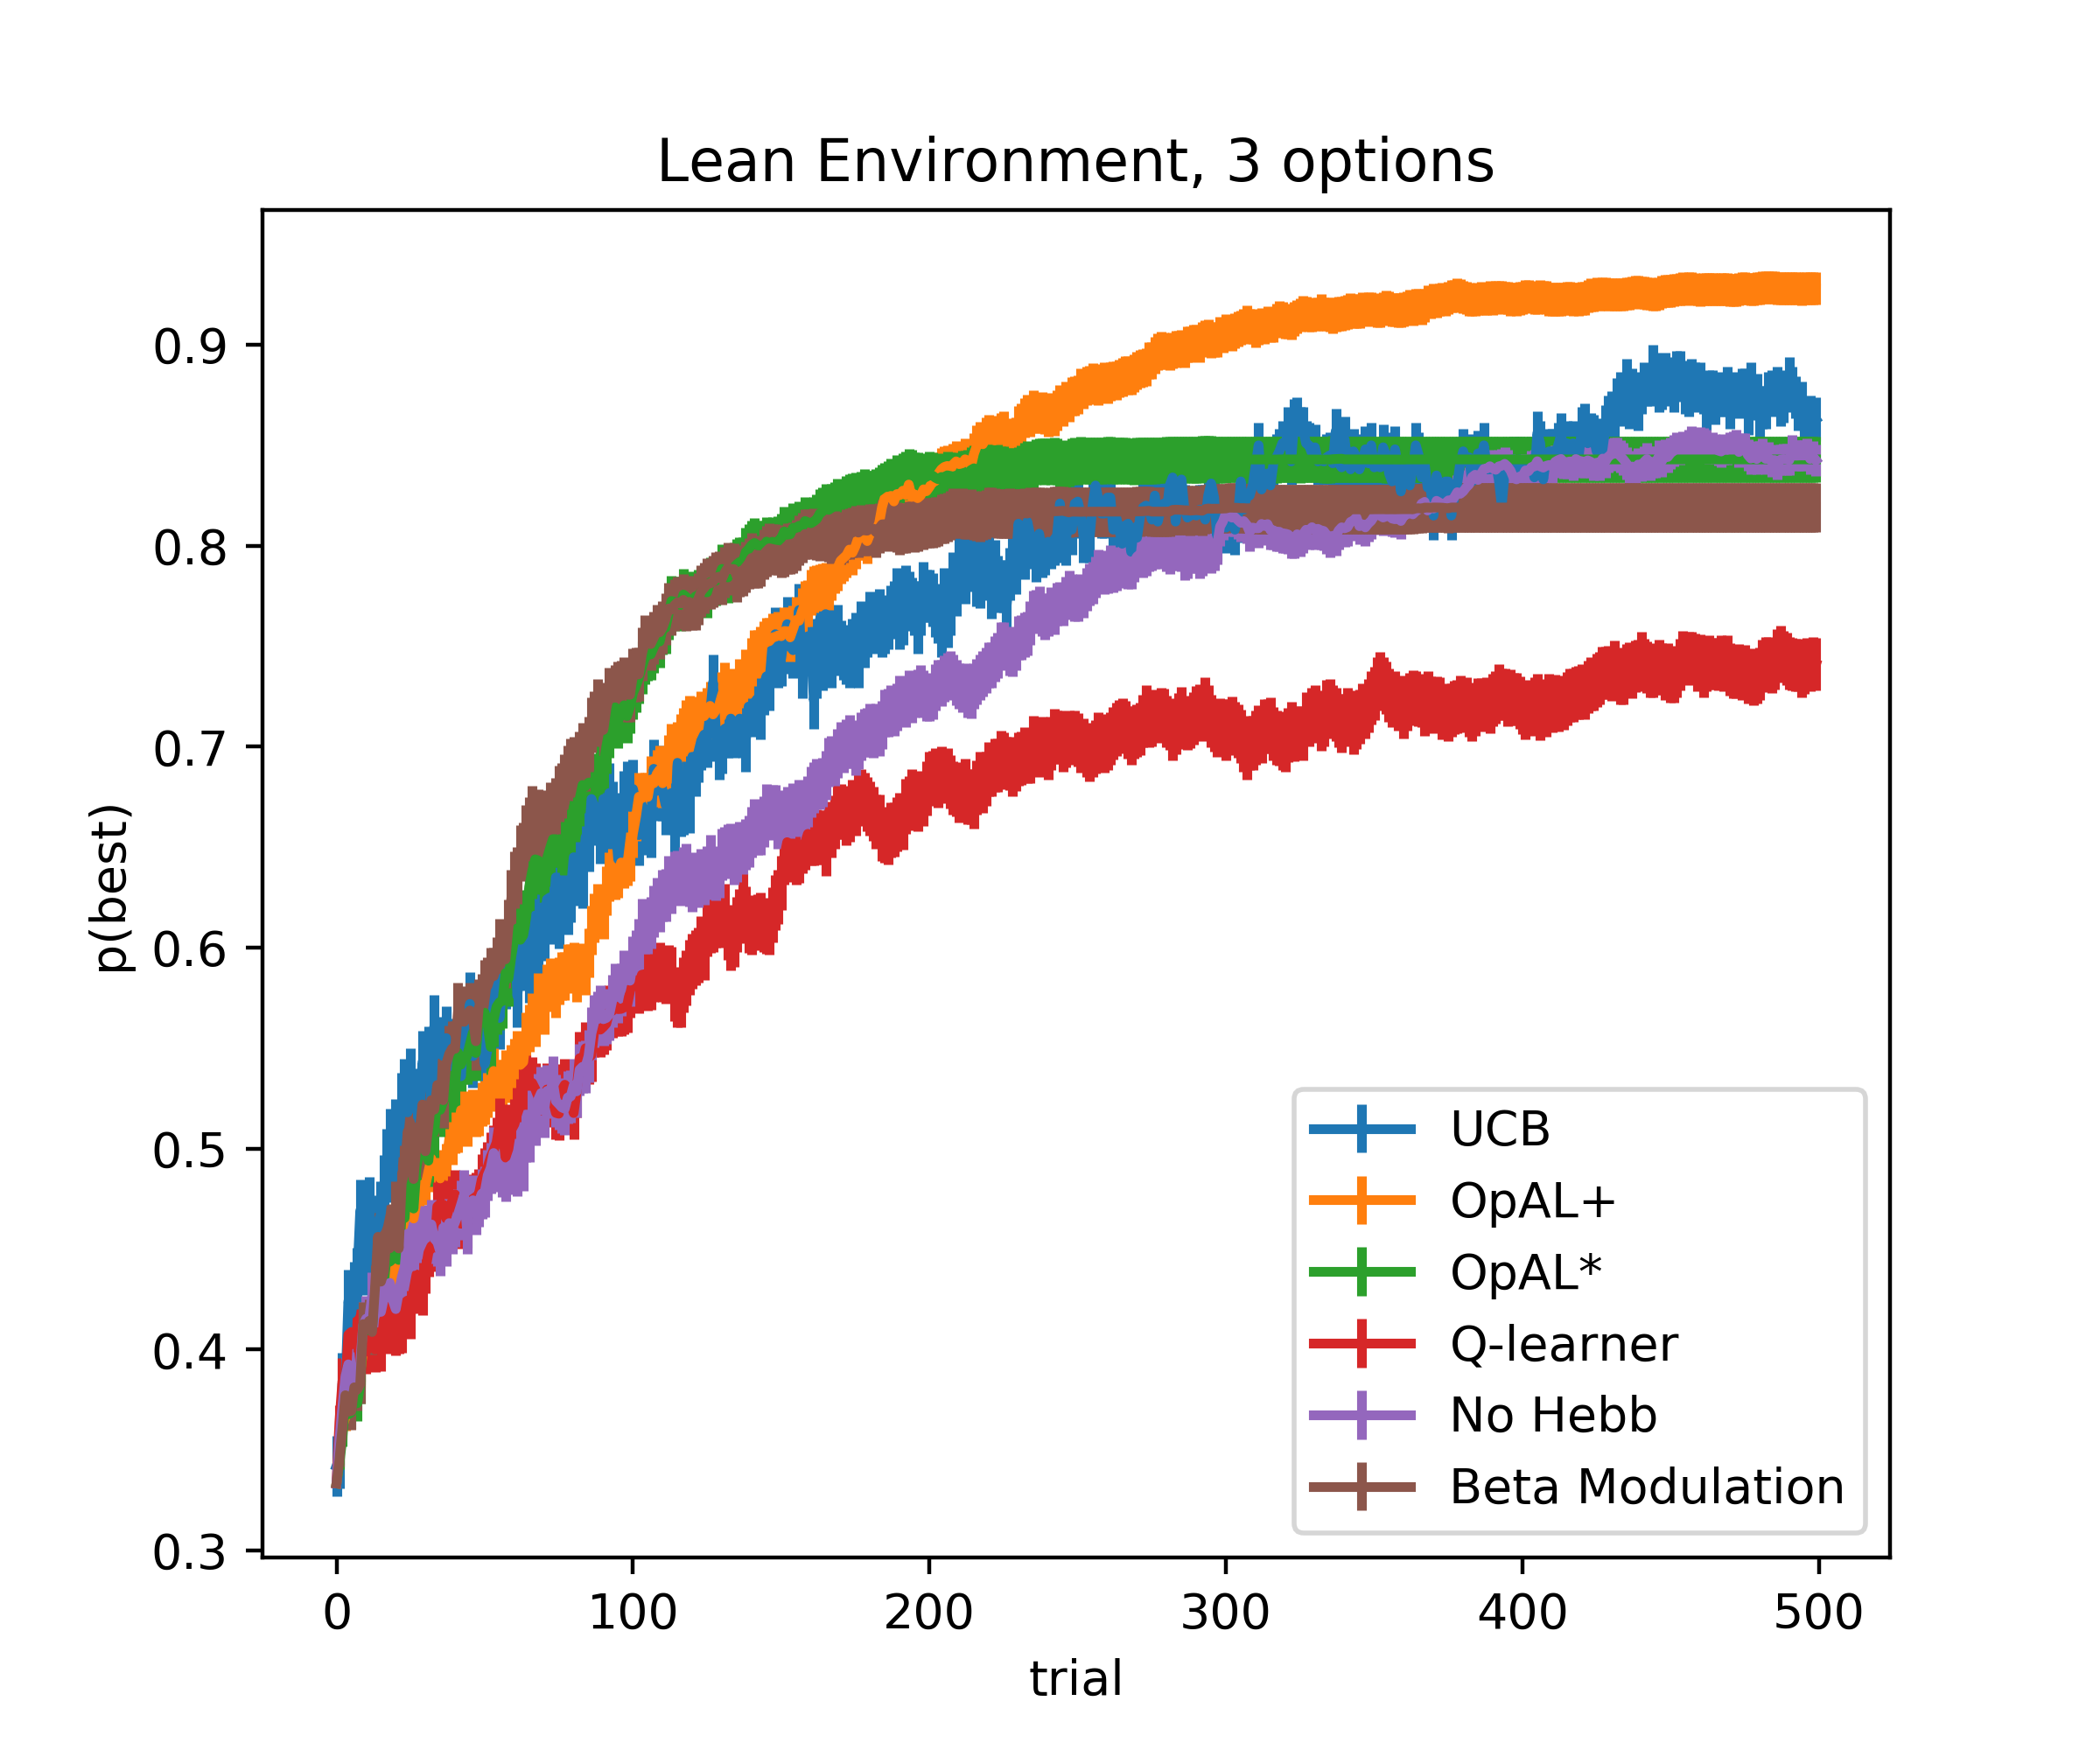 Lean Environment, 3 options
p(best)
0.9
0.8
0.7
0.6
0.5
0.4
0.3
UCB
OpAL+
OpAL*
Q-learner
No Hebb
Beta Modulation
0 100 200 300 400 500
trial